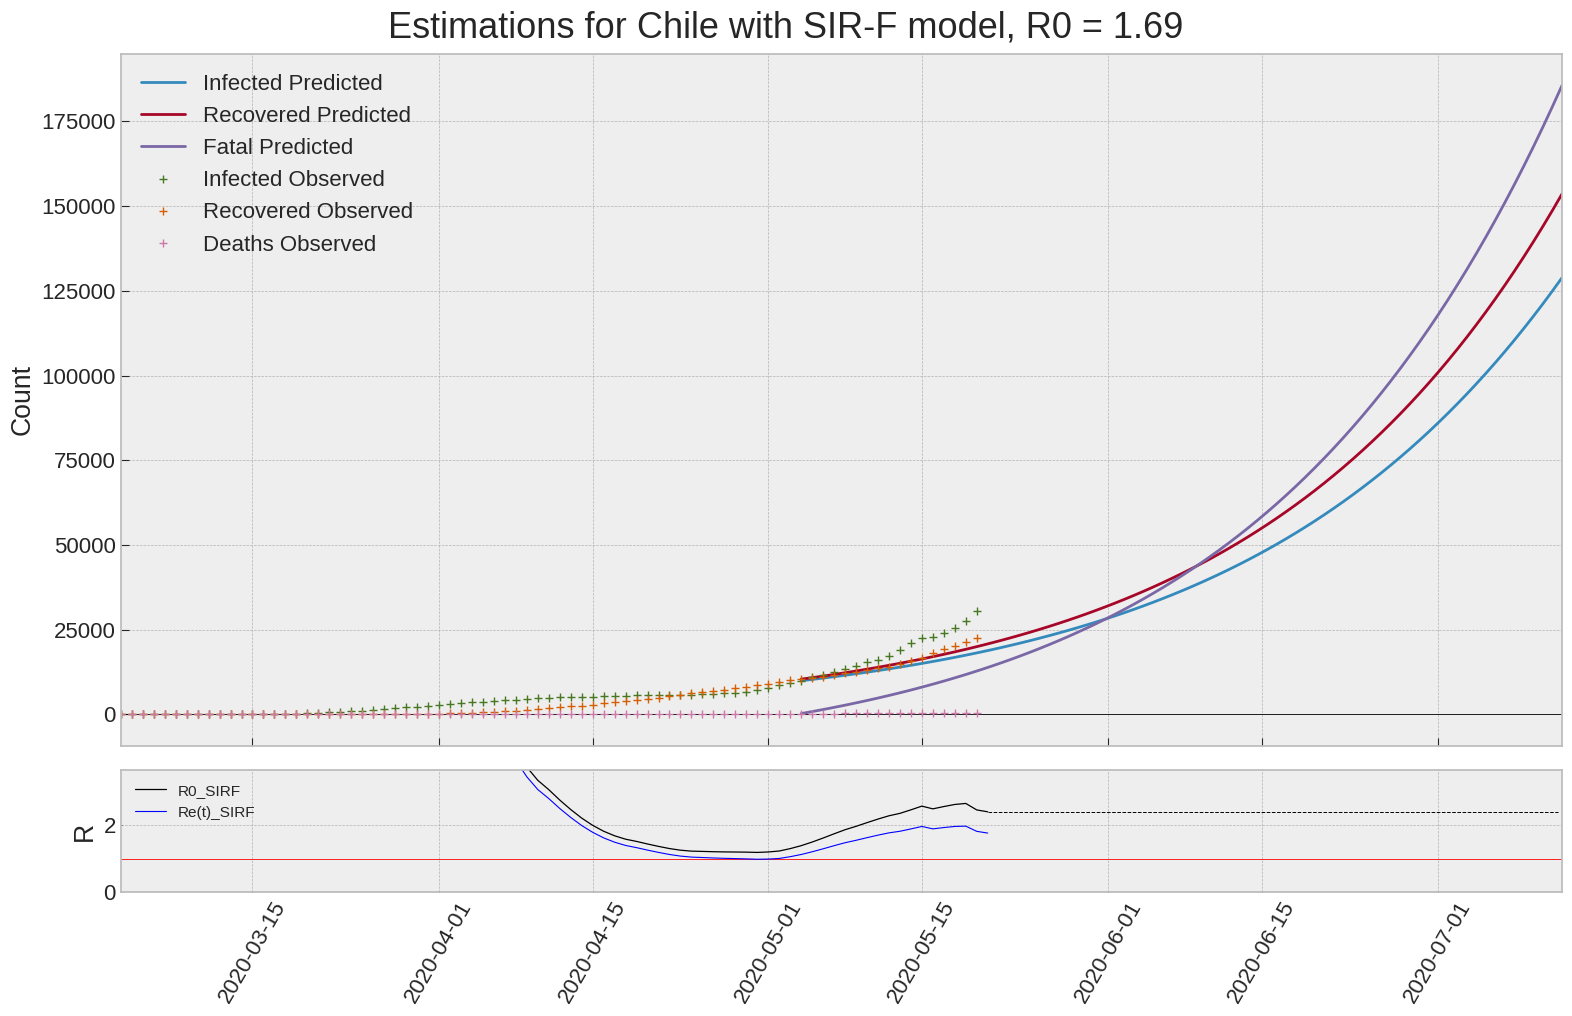 Estimations for Chile with SIR-F model, R0 = 1.69
Infected Predicted
Recovered Predicted
Fatal Predicted
Infected Observed
Recovered Observed
Deaths Observed
175000
150000
125000
100000
75000
50000
25000
0
Count
R0_SIRF
Re(t)_SIRF
2
0
R
2020-03-15
2020-04-01
2020-04-15
2020-05-01
2020-05-15
2020-06-01
2020-06-15
2020-07-01